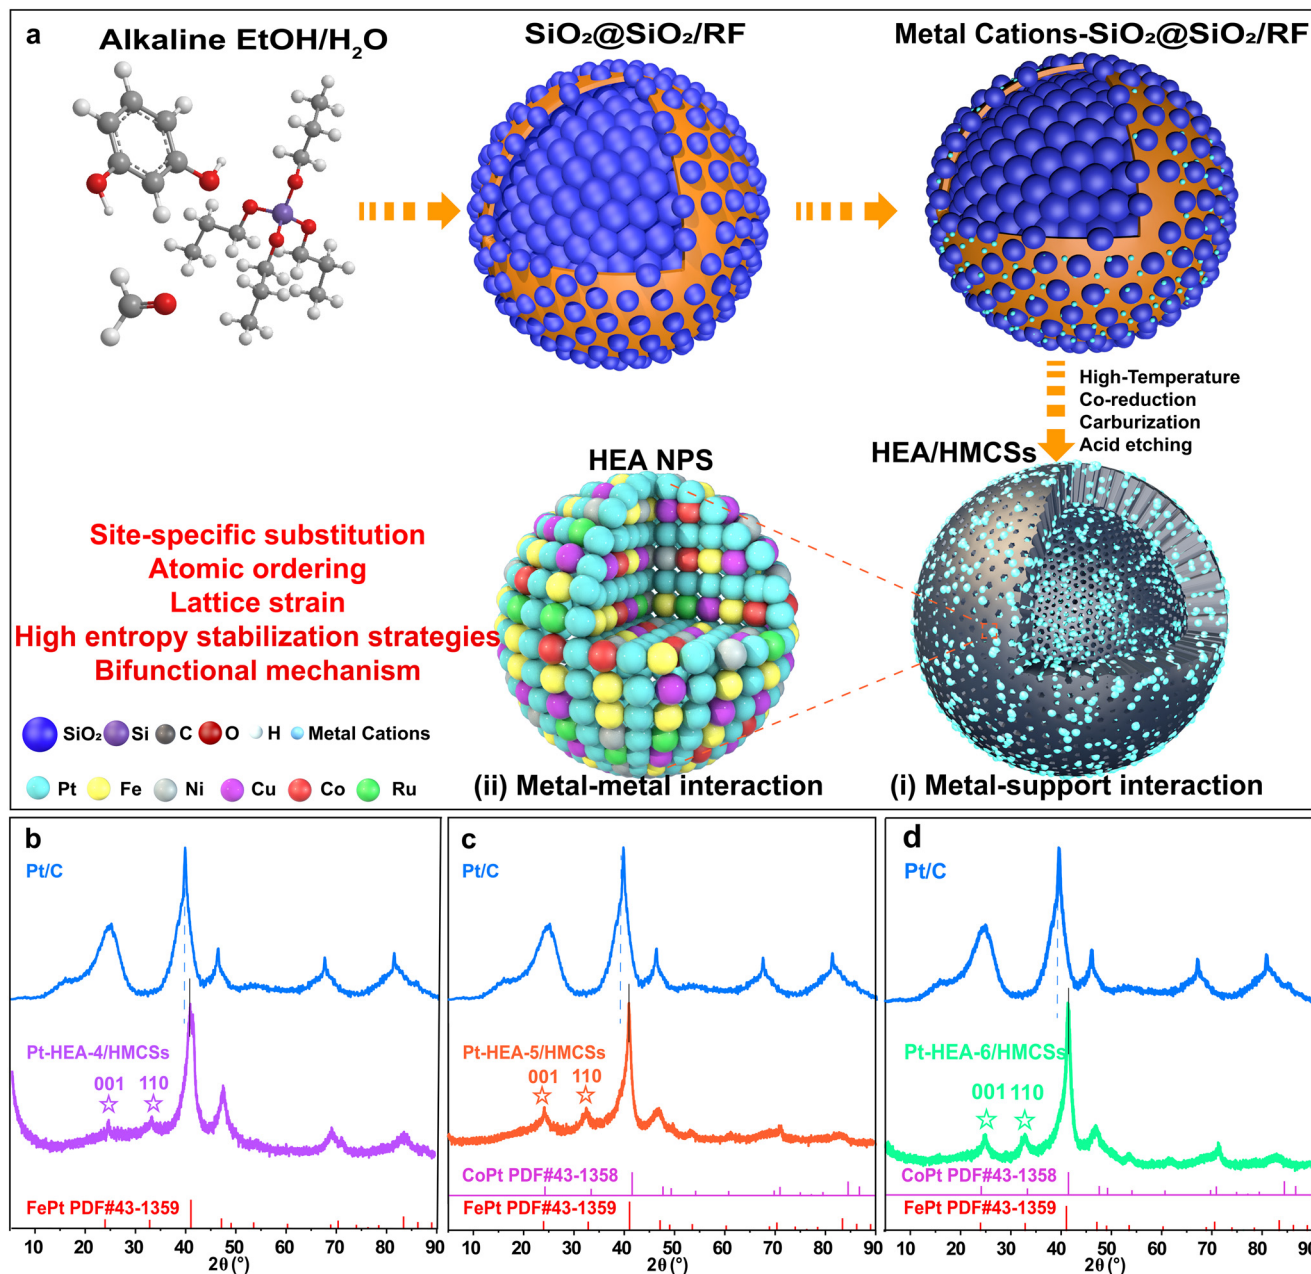 a
Alkaline EtOH/H₂O
SiO₂@SiO₂/RF
Metal Cations-SiO₂@SiO₂/RF
High-Temperature
Co-reduction
Carburization
Acid etching
HEA NPS
HEA/HMCSs
Site-specific substitution
Atomic ordering
Lattice strain
High entropy stabilization strategies
Bifunctional mechanism
SiO₂ Si C O H Metal Cations
Pt Fe Ni Cu Co Ru
(ii) Metal-metal interaction
(i) Metal-support interaction
b
Pt/C
Pt-HEA-4/HMCSs
001 110
FePt PDF#43-1359
10 20 30 40 50 60 70 80 90
2θ (°)
c
Pt/C
Pt-HEA-5/HMCSs
001 110
CoPt PDF#43-1358
FePt PDF#43-1359
10 20 30 40 50 60 70 80 90
2θ (°)
d
Pt/C
Pt-HEA-6/HMCSs
001 110
CoPt PDF#43-1358
FePt PDF#43-1359
10 20 30 40 50 60 70 80 90
2θ (°)